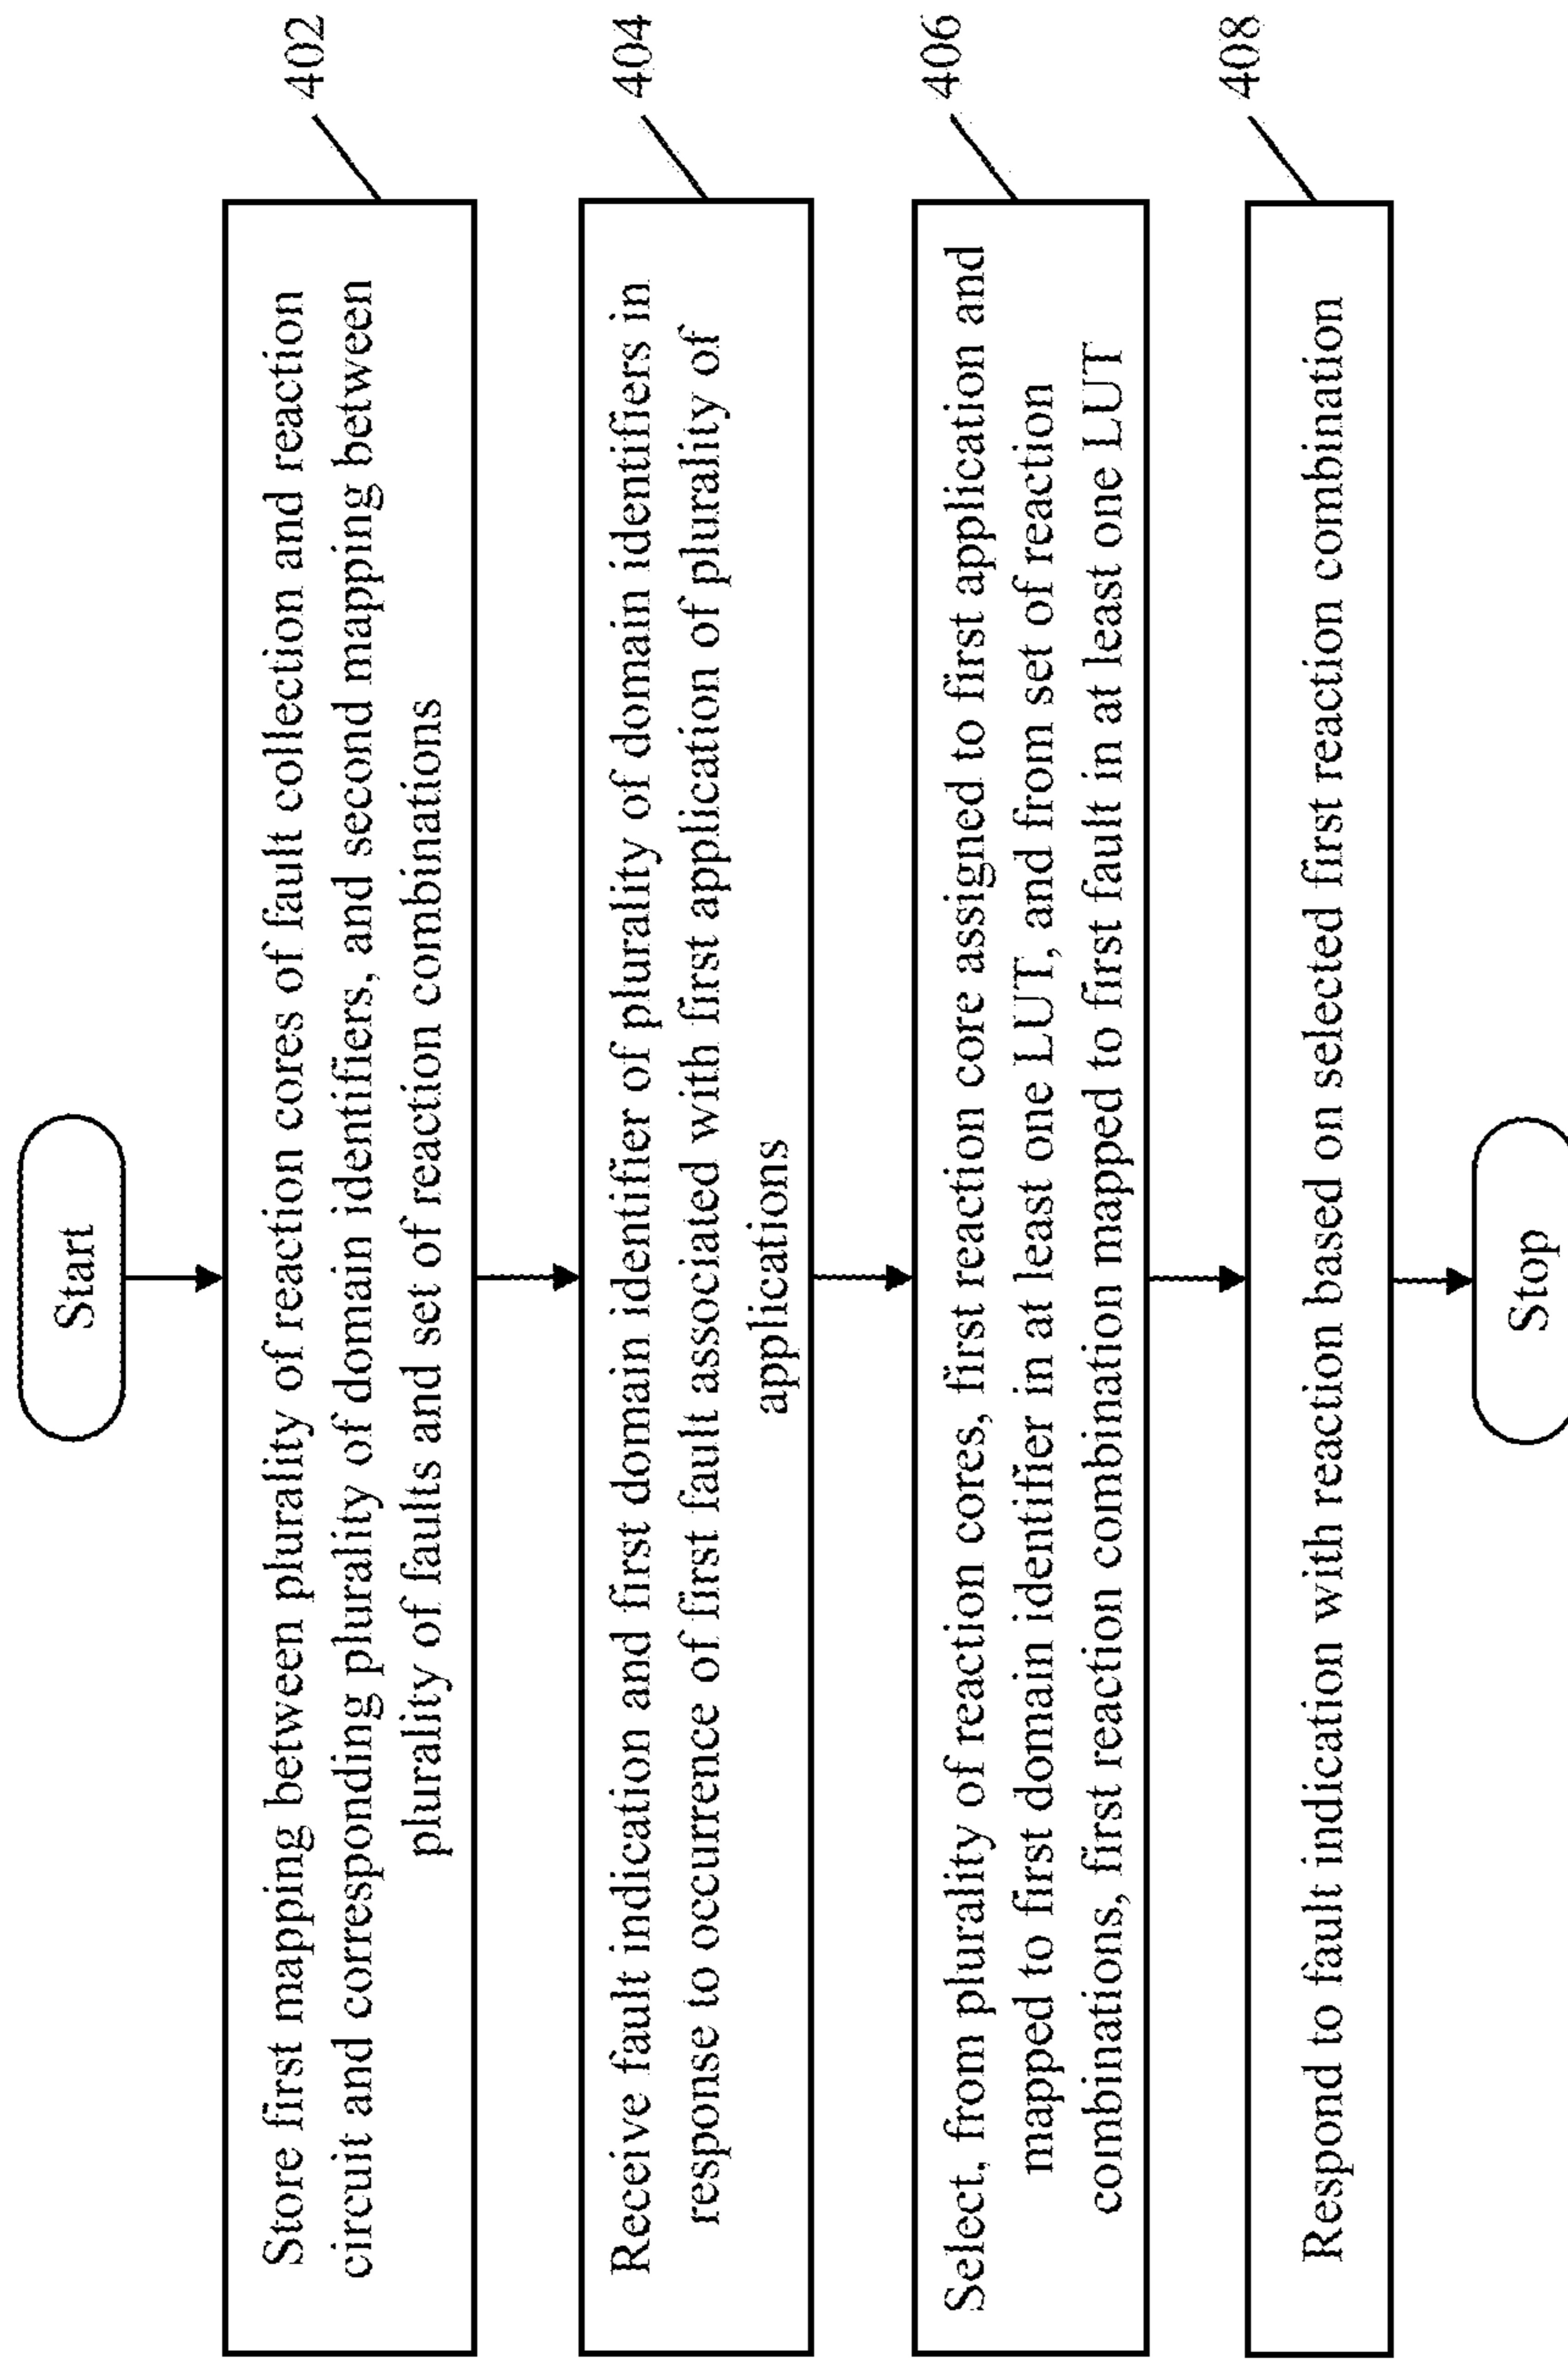 Start
Store first mapping between plurality of reaction cores of fault collection and reaction
circuit and corresponding plurality of domain identifiers, and second mapping between
plurality of faults and set of reaction combinations
402
Receive fault indication and first domain identifier of plurality of domain identifiers in
response to occurrence of first fault associated with first application of plurality of
applications
404
Select, from plurality of reaction cores, first reaction core assigned to first application and
mapped to first domain identifier in at least one LUT, and from set of reaction
combinations, first reaction combination mapped to first fault in at least one LUT
406
Respond to fault indication with reaction based on selected first reaction combination
408
Stop